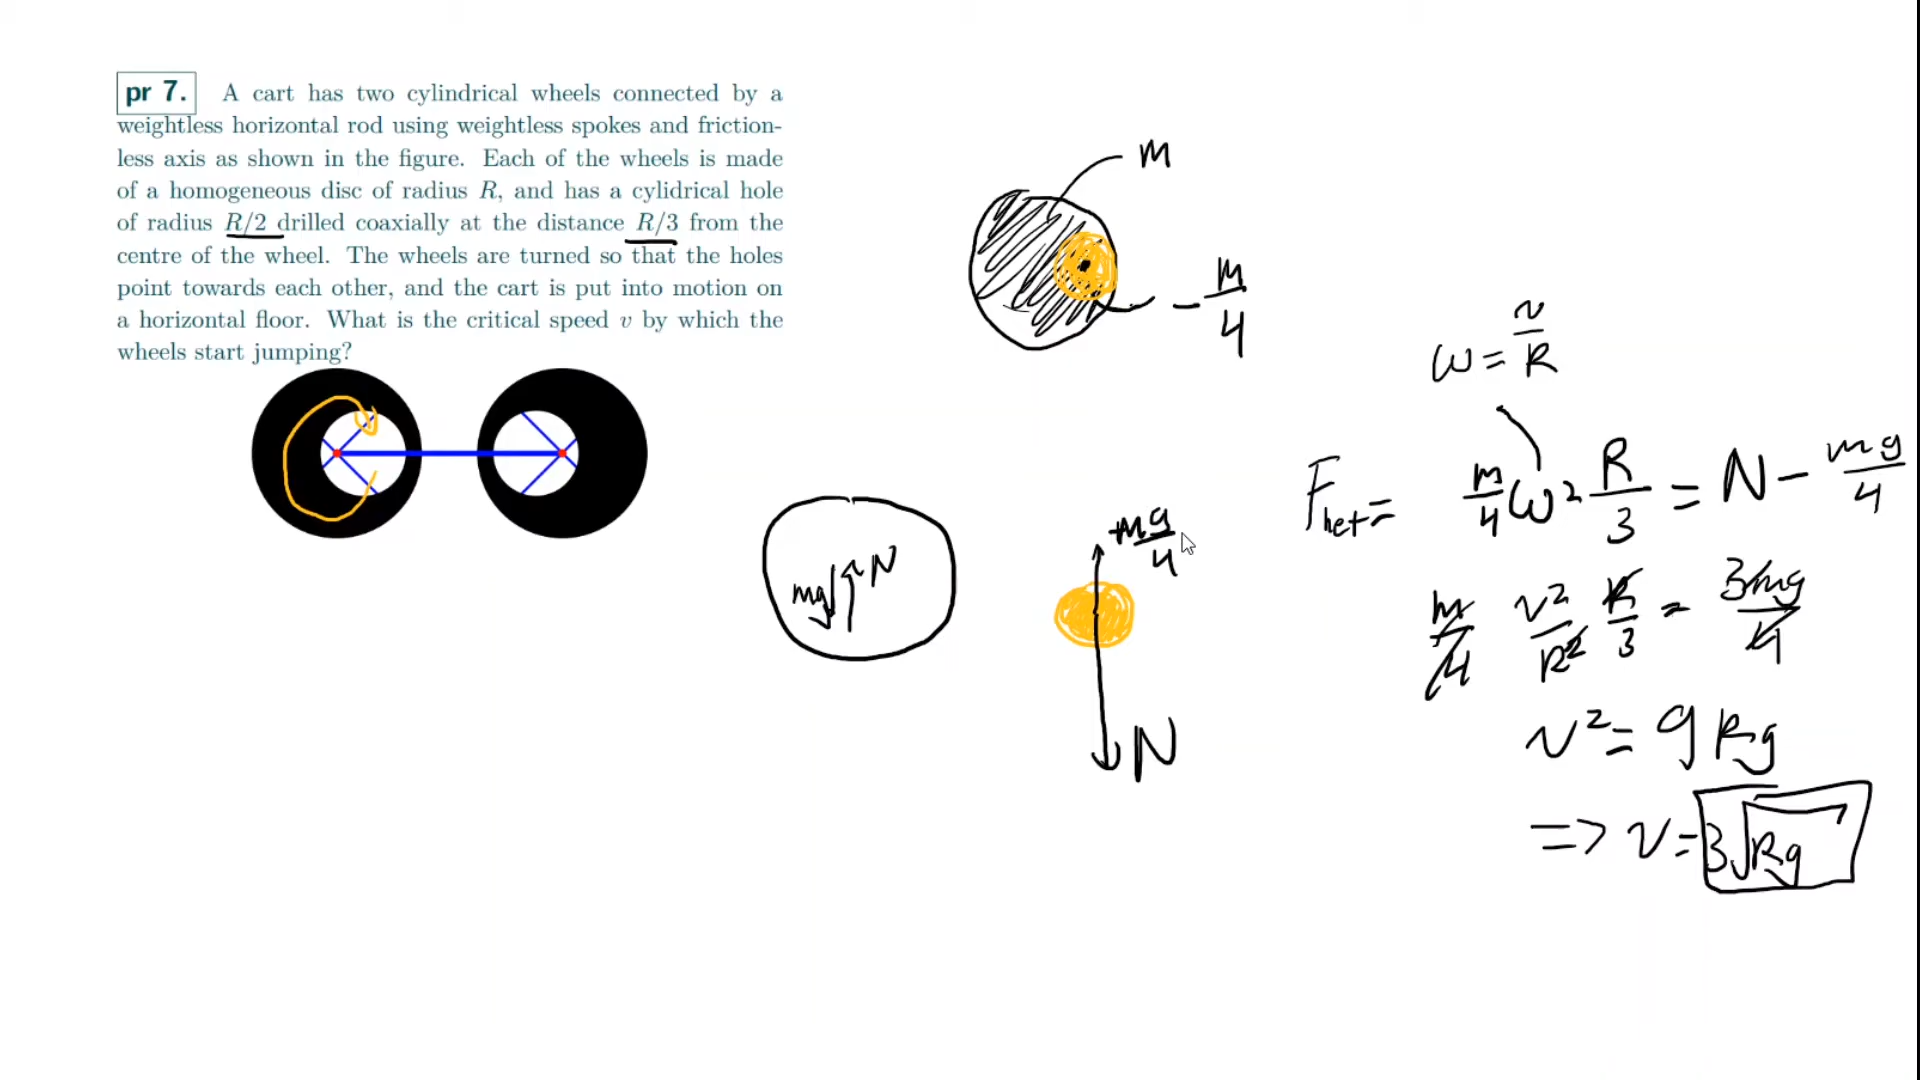 pr 7. A cart has two cylindrical wheels connected by a
weightless horizontal rod using weightless spokes and friction-
less axis as shown in the figure. Each of the wheels is made
of a homogeneous disc of radius R, and has a cylidrical hole
of radius R/2 drilled coaxially at the distance R/3 from the
centre of the wheel. The wheels are turned so that the holes
point towards each other, and the cart is put into motion on
a horizontal floor. What is the critical speed v by which the
wheels start jumping?
m
-m/4
ω = v/R
F_net = m/4 ω² R/3 = N - mg/4
mg
N
mg/4
N
m/4 v²/R² R/3 = 3mg/4
v² = 9Rg
=> v = 3√Rg